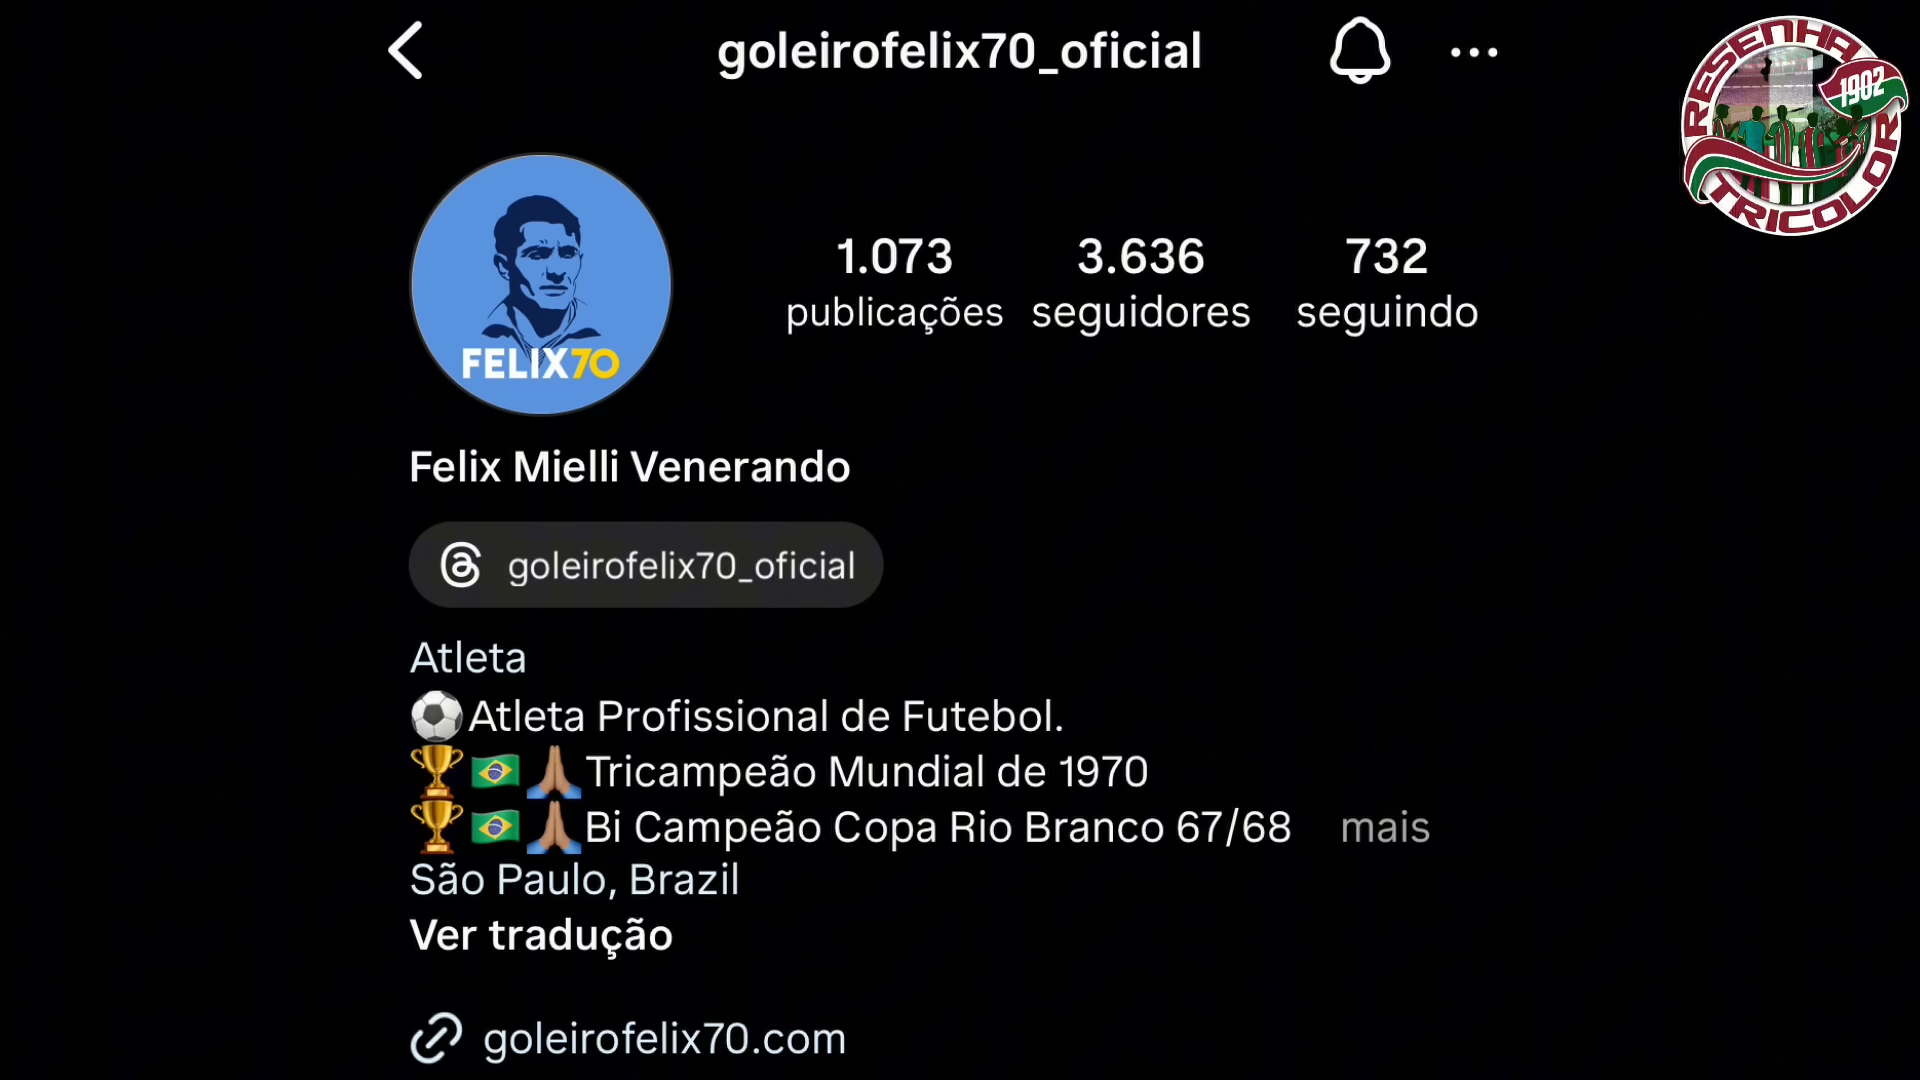 goleirofelix70_oficial
RESENHA
1902
TRICOLOR
FELIX70
1.073 3.636 732
publicações seguidores seguindo
Felix Mielli Venerando
goleirofelix70_oficial
Atleta
⚽Atleta Profissional de Futebol.
🏆🇧🇷🙏🏽Tricampeão Mundial de 1970
🏆🇧🇷🙏🏽Bi Campeão Copa Rio Branco 67/68 mais
São Paulo, Brazil
Ver tradução
goleirofelix70.com